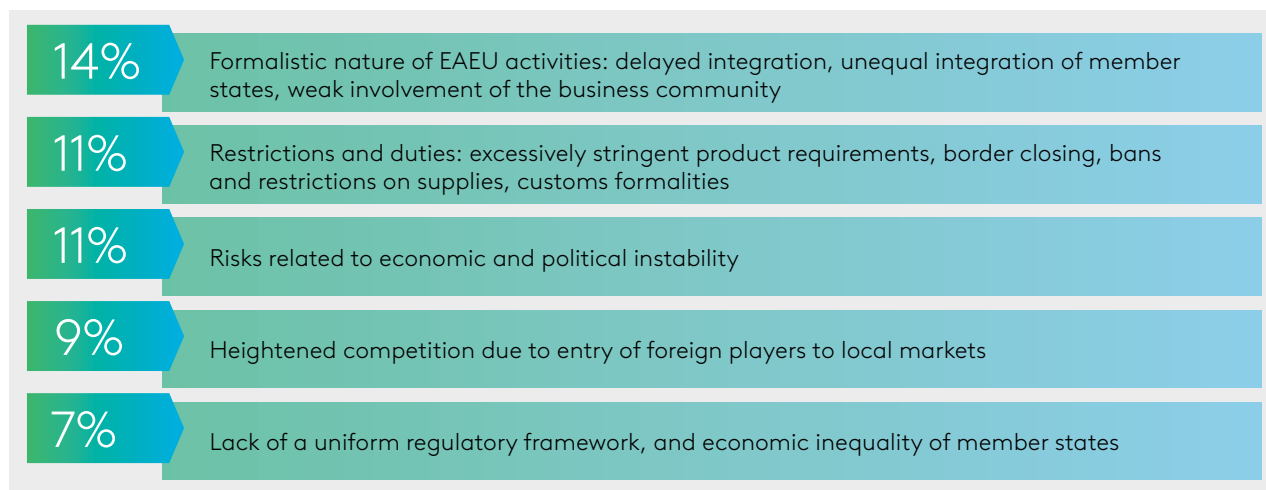 14%
Formalistic nature of EAEU activities: delayed integration, unequal integration of member
states, weak involvement of the business community
11%
Restrictions and duties: excessively stringent product requirements, border closing, bans
and restrictions on supplies, customs formalities
11%
Risks related to economic and political instability
9%
Heightened competition due to entry of foreign players to local markets
7%
Lack of a uniform regulatory framework, and economic inequality of member states